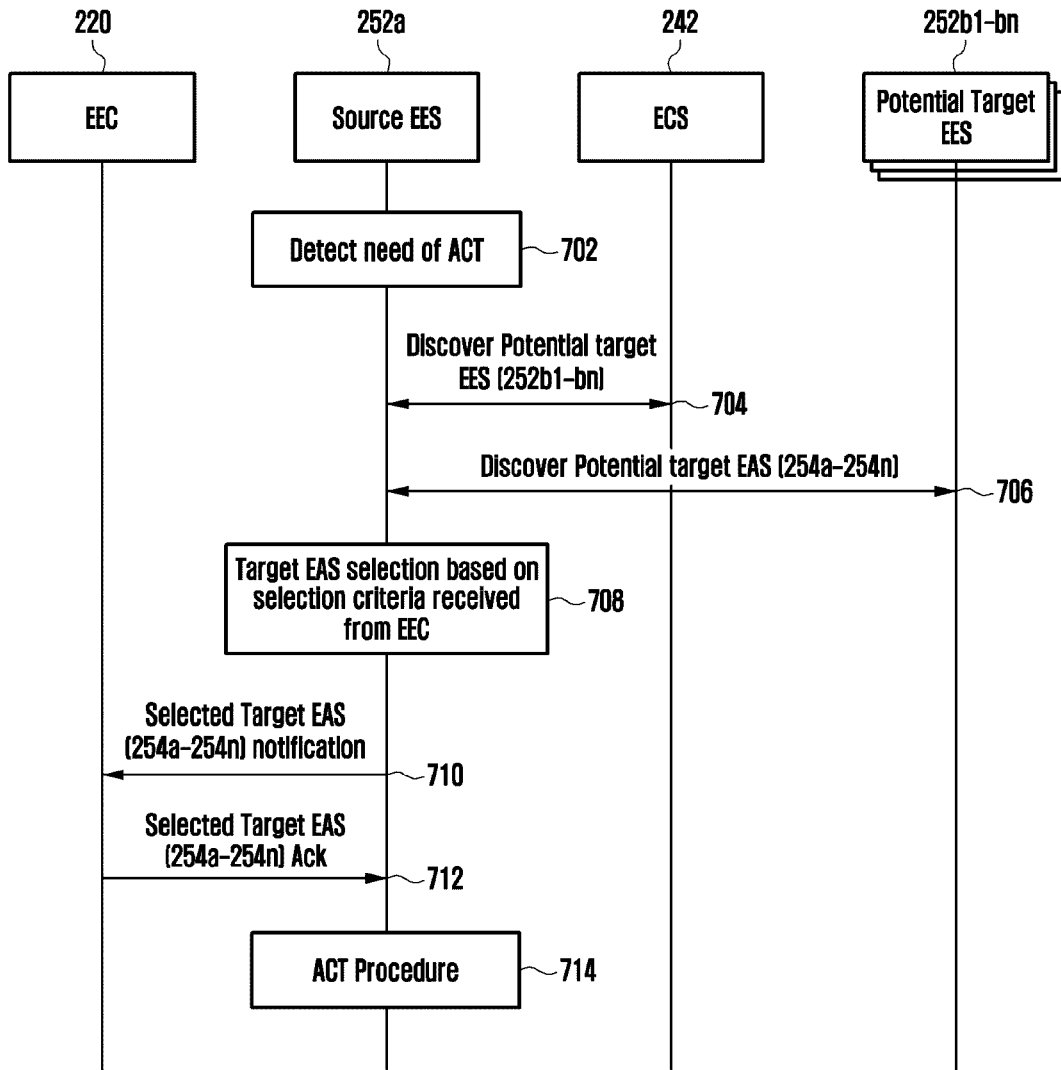 220
252a
242
252b1-bn
EEC
Source EES
ECS
Potential Target
EES
Detect need of ACT
702
Discover Potential target
EES (252b1-bn)
704
Discover Potential target EAS (254a-254n)
706
Target EAS selection based on
selection criteria received
from EEC
708
Selected Target EAS
(254a-254n) notification
710
Selected Target EAS
(254a-254n) Ack
712
ACT Procedure
714